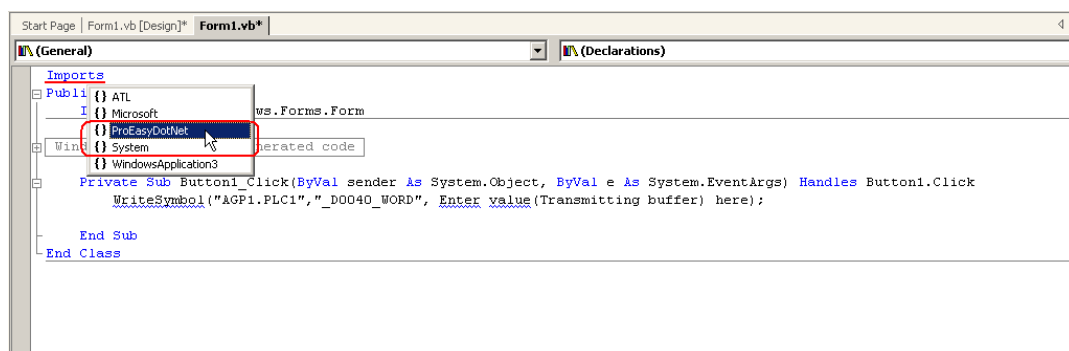 Start Page Form1.vb [Design]* Form1.vb*
(General) (Declarations)
Imports
Publi
{} ATL
I {} Microsoft ws.Forms.Form
{} ProEasyDotNet
Wind {} System nerated code
{} WindowsApplication3
Private Sub Button1_Click(ByVal sender As System.Object, ByVal e As System.EventArgs) Handles Button1.Click
WriteSymbol("AGP1.PLC1","_D0040_WORD", Enter value(Transmitting buffer) here);
End Sub
End Class